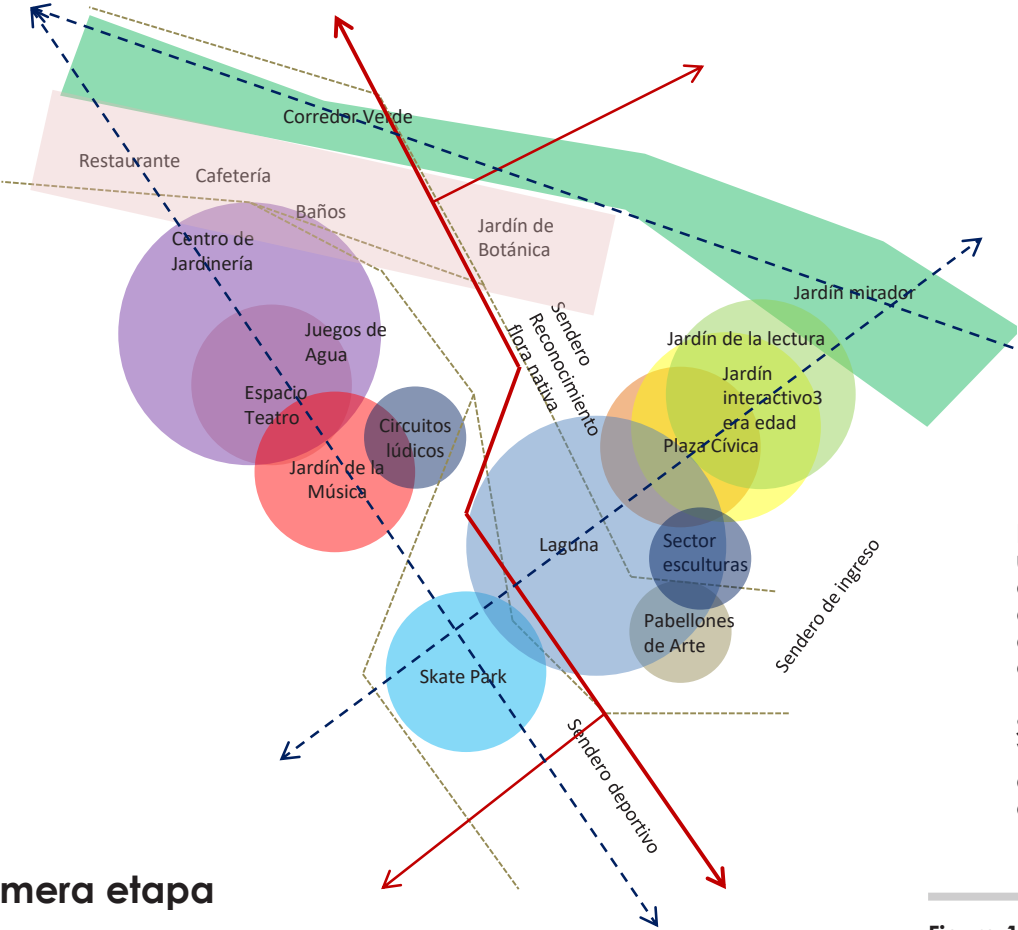 Corredor Verde
Restaurante
Cafetería
Baños
Jardín de
Botánica
Centro de
Jardinería
Jardín mirador
Sendero
Reconocimiento
flora nativa
Juegos de
Agua
Jardín de la lectura
Jardín
interactivo3
era edad
Espacio
Teatro
Circuitos
lúdicos
Plaza Cívica
Jardín de la
Música
Laguna
Sector
esculturas
Sendero de ingreso
Pabellones
de Arte
Skate Park
Sendero deportivo
mera etapa